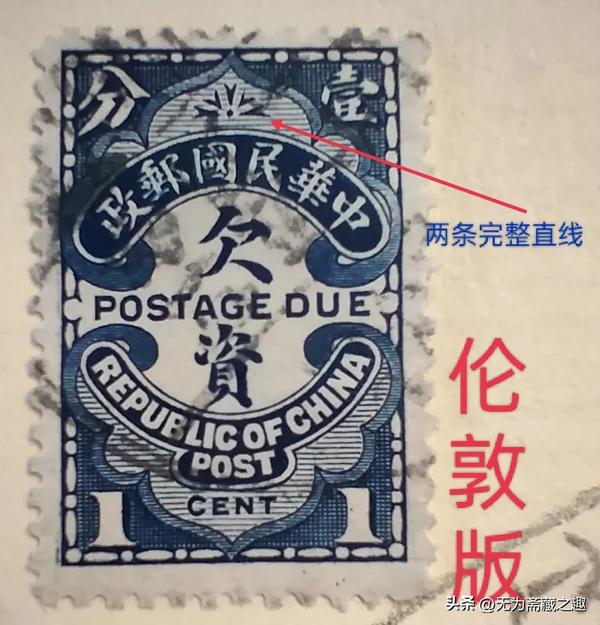 分 壹
政郵國民華中
欠
資
POSTAGE DUE
REPUBLIC OF CHINA
POST
CENT
1 1
两条完整直线
伦敦版
头条 @无为斋藏之趣